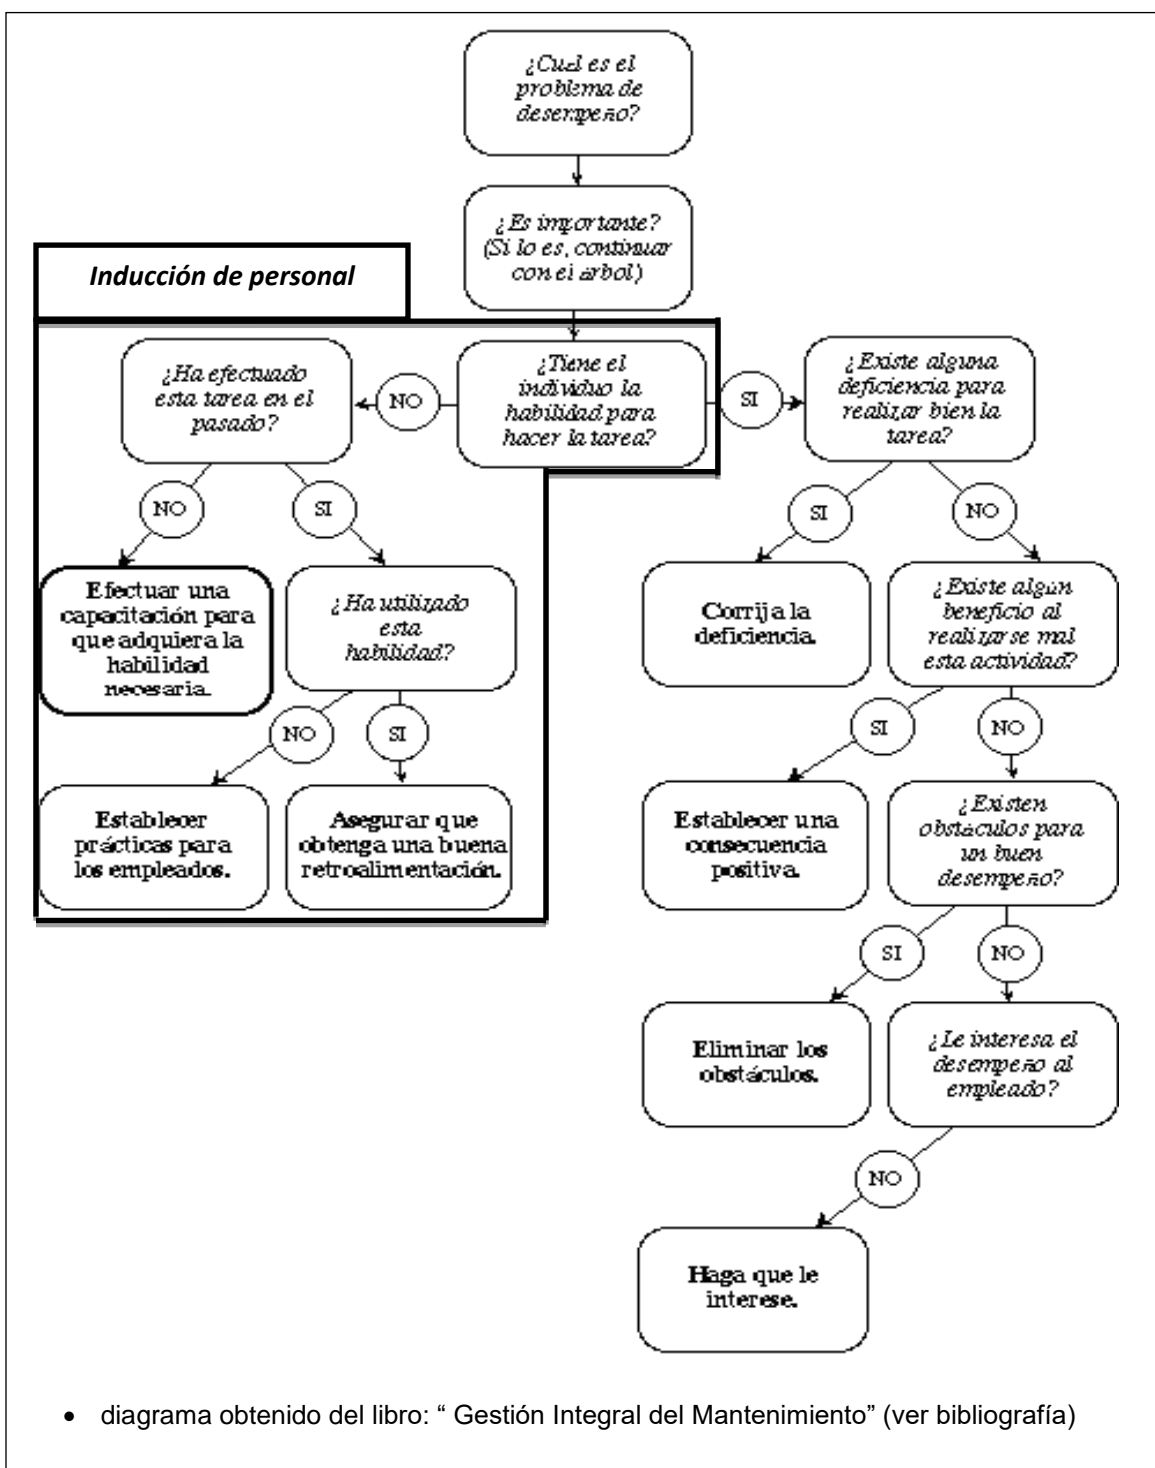 ¿Cuál es el
problema de
desempeño?
¿Es importante?
(Si lo es, continuar
con el arbol)
Inducción de personal
¿Ha efectuado
esta tarea en el
pasado?
NO
¿Tiene el
individuo la
habilidad para
hacer la tarea?
SI
¿Existe alguna
deficiencia para
realizar bien la
tarea?
NO
SI
SI
NO
Efectuar una
capacitación para
que adquiera la
habilidad
necesaria.
¿Ha utilizado
esta
habilidad?
Corrija la
deficiencia.
¿Existe algún
beneficio al
realizarse mal
esta actividad?
NO
SI
SI
NO
Establecer
prácticas para
los empleados.
Asegurar que
obtenga una buena
retroalimentación.
Establecer una
consecuencia
positiva.
¿Existen
obstáculos para
un buen
desempeño?
SI
NO
Eliminar los
obstáculos.
¿Le interesa el
desempeño al
empleado?
NO
Haga que le
interese.
• diagrama obtenido del libro: “ Gestión Integral del Mantenimiento” (ver bibliografía)